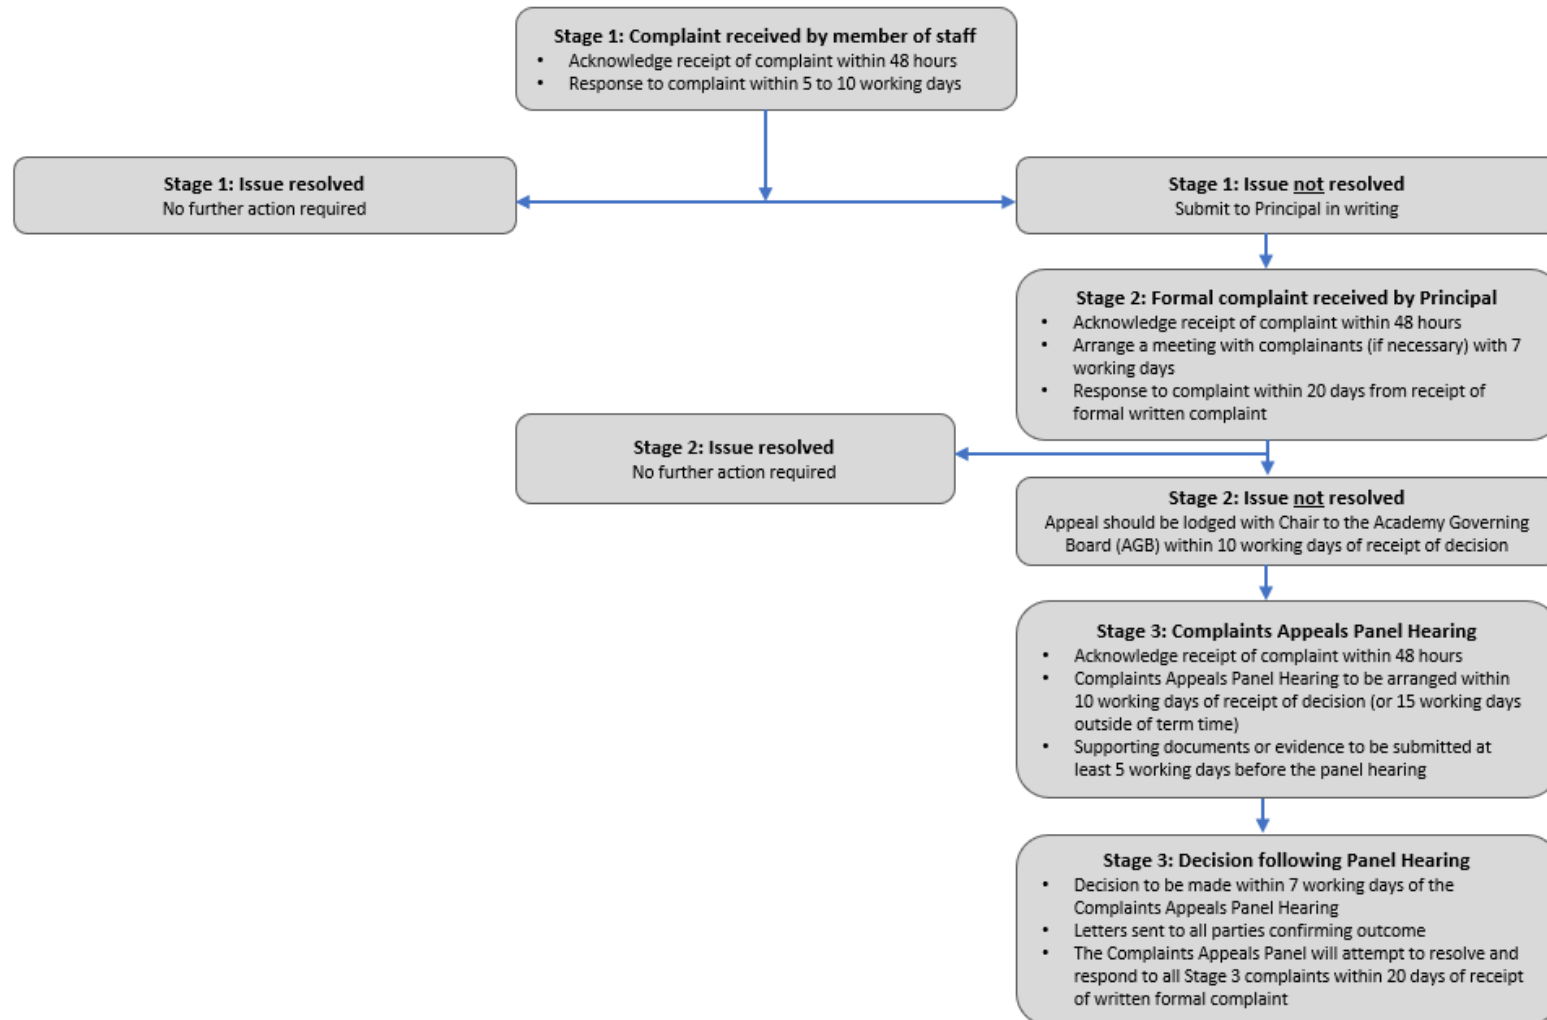 Stage 1: Complaint received by member of staff
• Acknowledge receipt of complaint within 48 hours
• Response to complaint within 5 to 10 working days
Stage 1: Issue resolved
No further action required
Stage 1: Issue not resolved
Submit to Principal in writing
Stage 2: Formal complaint received by Principal
• Acknowledge receipt of complaint within 48 hours
• Arrange a meeting with complainants (if necessary) with 7
working days
• Response to complaint within 20 days from receipt of
formal written complaint
Stage 2: Issue resolved
No further action required
Stage 2: Issue not resolved
Appeal should be lodged with Chair to the Academy Governing
Board (AGB) within 10 working days of receipt of decision
Stage 3: Complaints Appeals Panel Hearing
• Acknowledge receipt of complaint within 48 hours
• Complaints Appeals Panel Hearing to be arranged within
10 working days of receipt of decision (or 15 working days
outside of term time)
• Supporting documents or evidence to be submitted at
least 5 working days before the panel hearing
Stage 3: Decision following Panel Hearing
• Decision to be made within 7 working days of the
Complaints Appeals Panel Hearing
• Letters sent to all parties confirming outcome
• The Complaints Appeals Panel will attempt to resolve and
respond to all Stage 3 complaints within 20 days of receipt
of written formal complaint